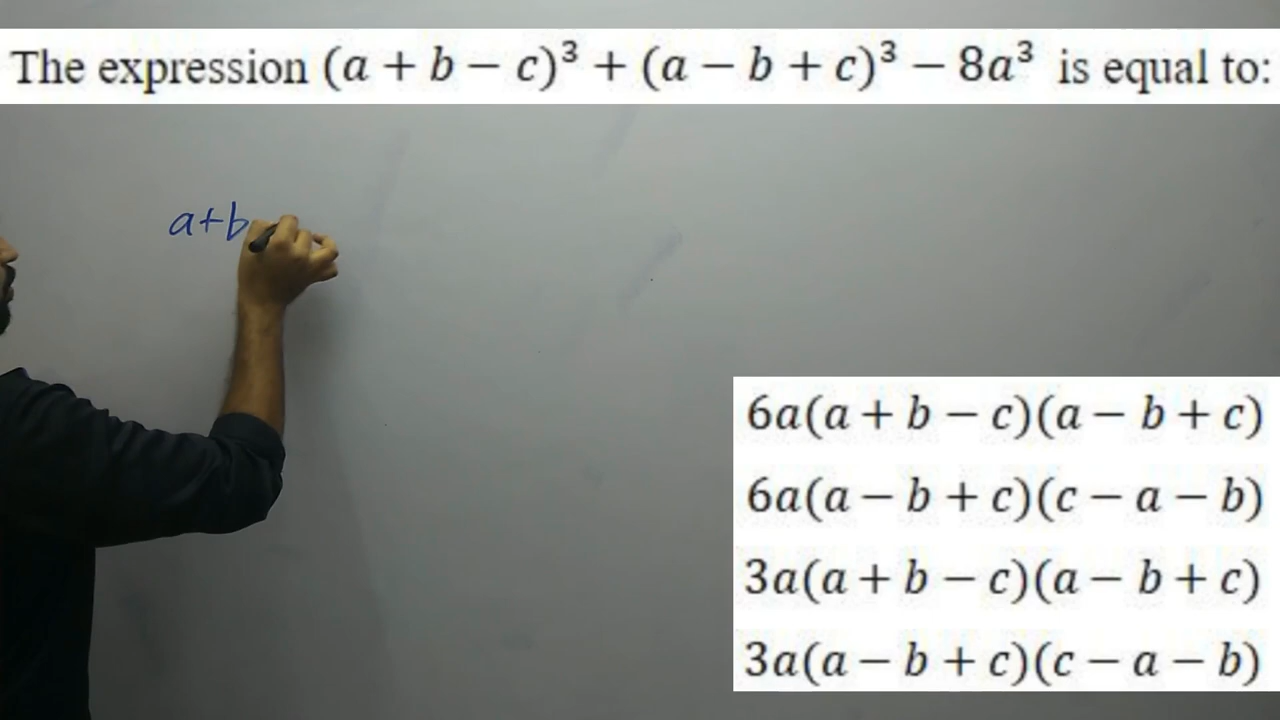 The expression (a + b − c)³ + (a − b + c)³ − 8a³ is equal to:
a+b
6a(a + b − c)(a − b + c)
6a(a − b + c)(c − a − b)
3a(a + b − c)(a − b + c)
3a(a − b + c)(c − a − b)